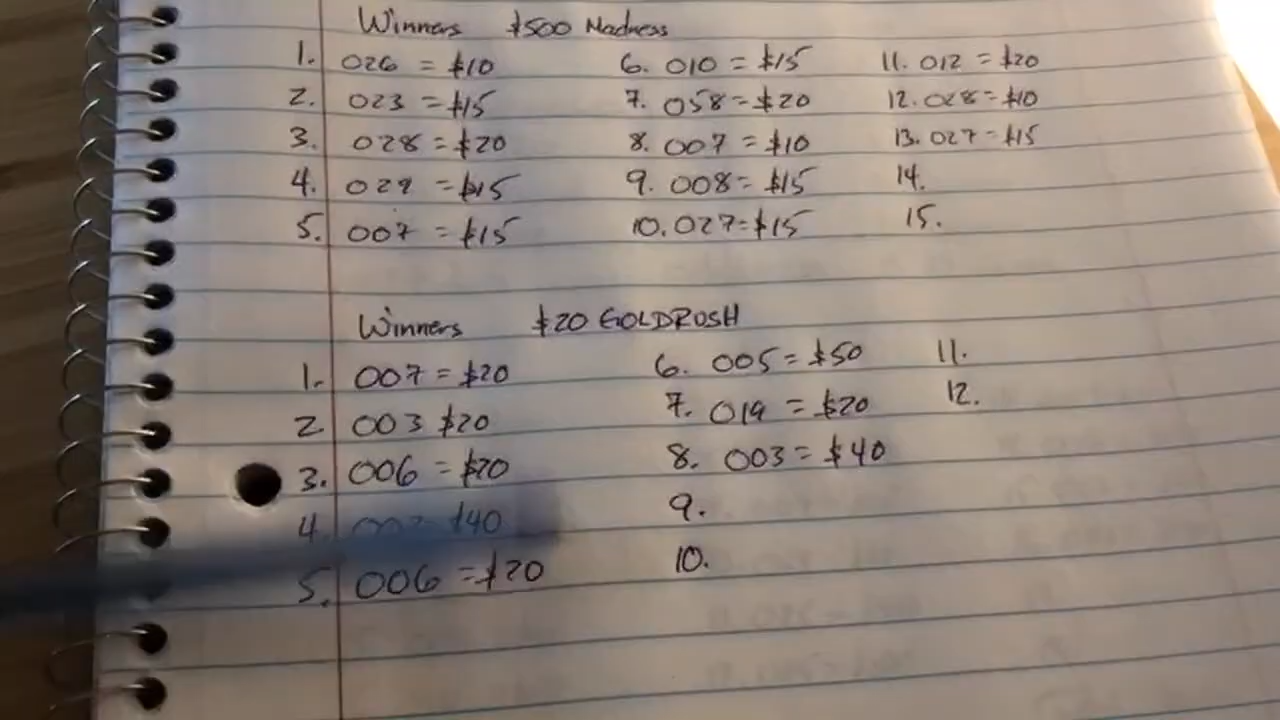 Winners $500 Madness
1. 026 = $10 6. 010 = $15 11. 012 = $20
2. 023 = $15 7. 058 = $20 12. 028 = $10
3. 028 = $20 8. 007 = $10 13. 027 = $15
4. 029 = $15 9. 008 = $15 14.
5. 007 = $15 10. 027 = $15 15.
Winners $20 GOLDRUSH
1. 007 = $20 6. 005 = $50 11.
2. 003 $20 7. 019 = $20 12.
3. 006 = $20 8. 003 = $40
4. $40 9.
5. 006 = $20 10.